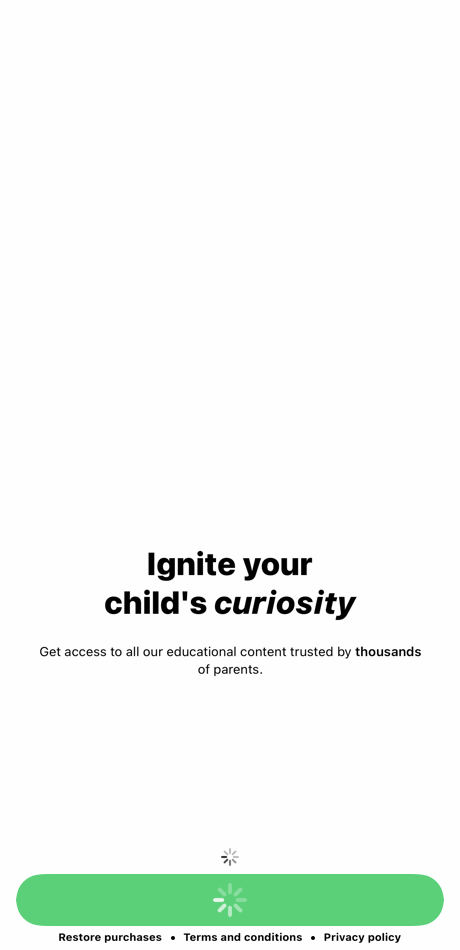 Ignite your
child's curiosity
Get access to all our educational content trusted by thousands
of parents.
Restore purchases • Terms and conditions • Privacy policy